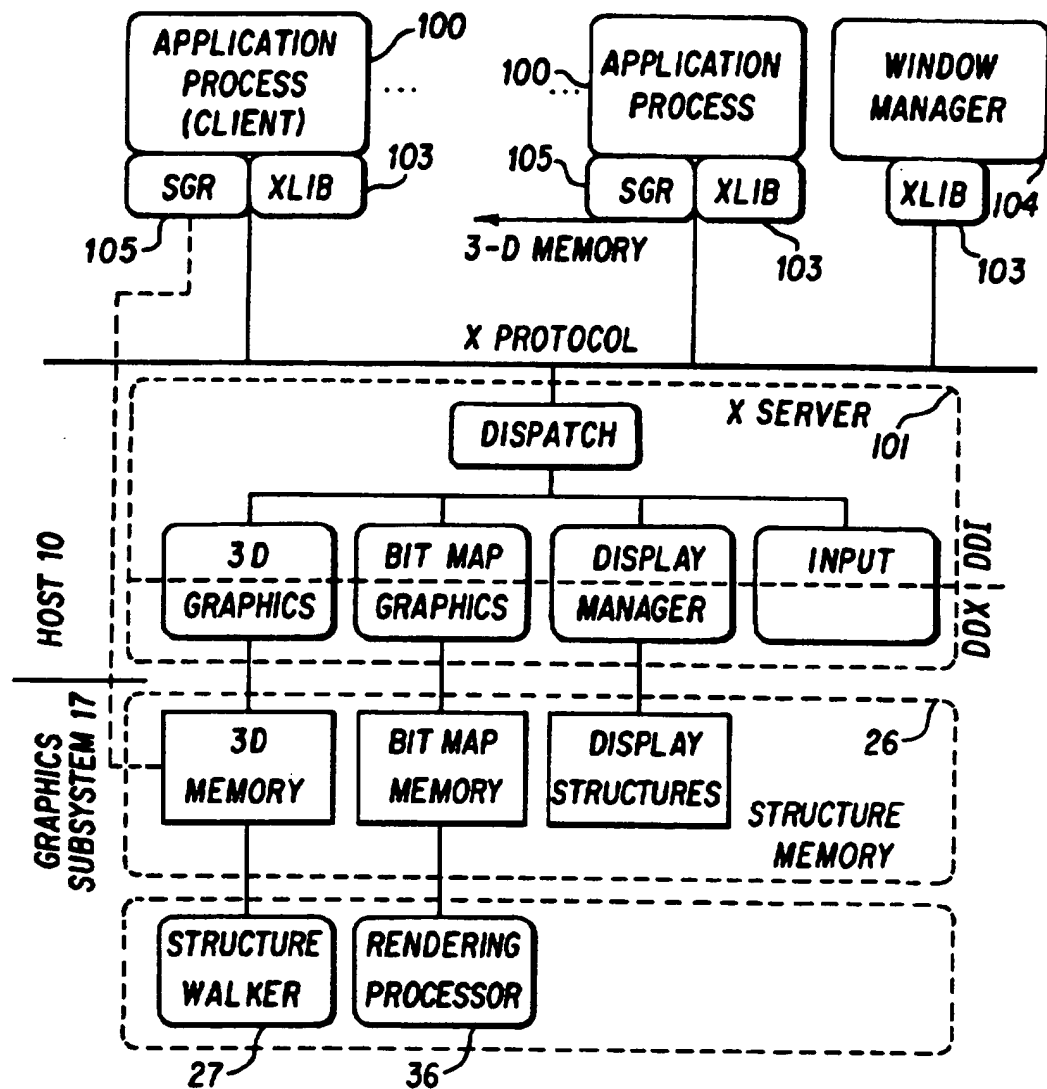 APPLICATION
PROCESS
(CLIENT)
100
...
SGR
XLIB
103
105
100
...
APPLICATION
PROCESS
105
SGR
XLIB
3-D MEMORY
103
WINDOW
MANAGER
XLIB
104
103
X PROTOCOL
X SERVER
101
DISPATCH
3D
GRAPHICS
BIT MAP
GRAPHICS
DISPLAY
MANAGER
INPUT
DDI
DDX
HOST 10
GRAPHICS
SUBSYSTEM 17
26
3D
MEMORY
BIT MAP
MEMORY
DISPLAY
STRUCTURES
STRUCTURE
MEMORY
STRUCTURE
WALKER
RENDERING
PROCESSOR
27
36